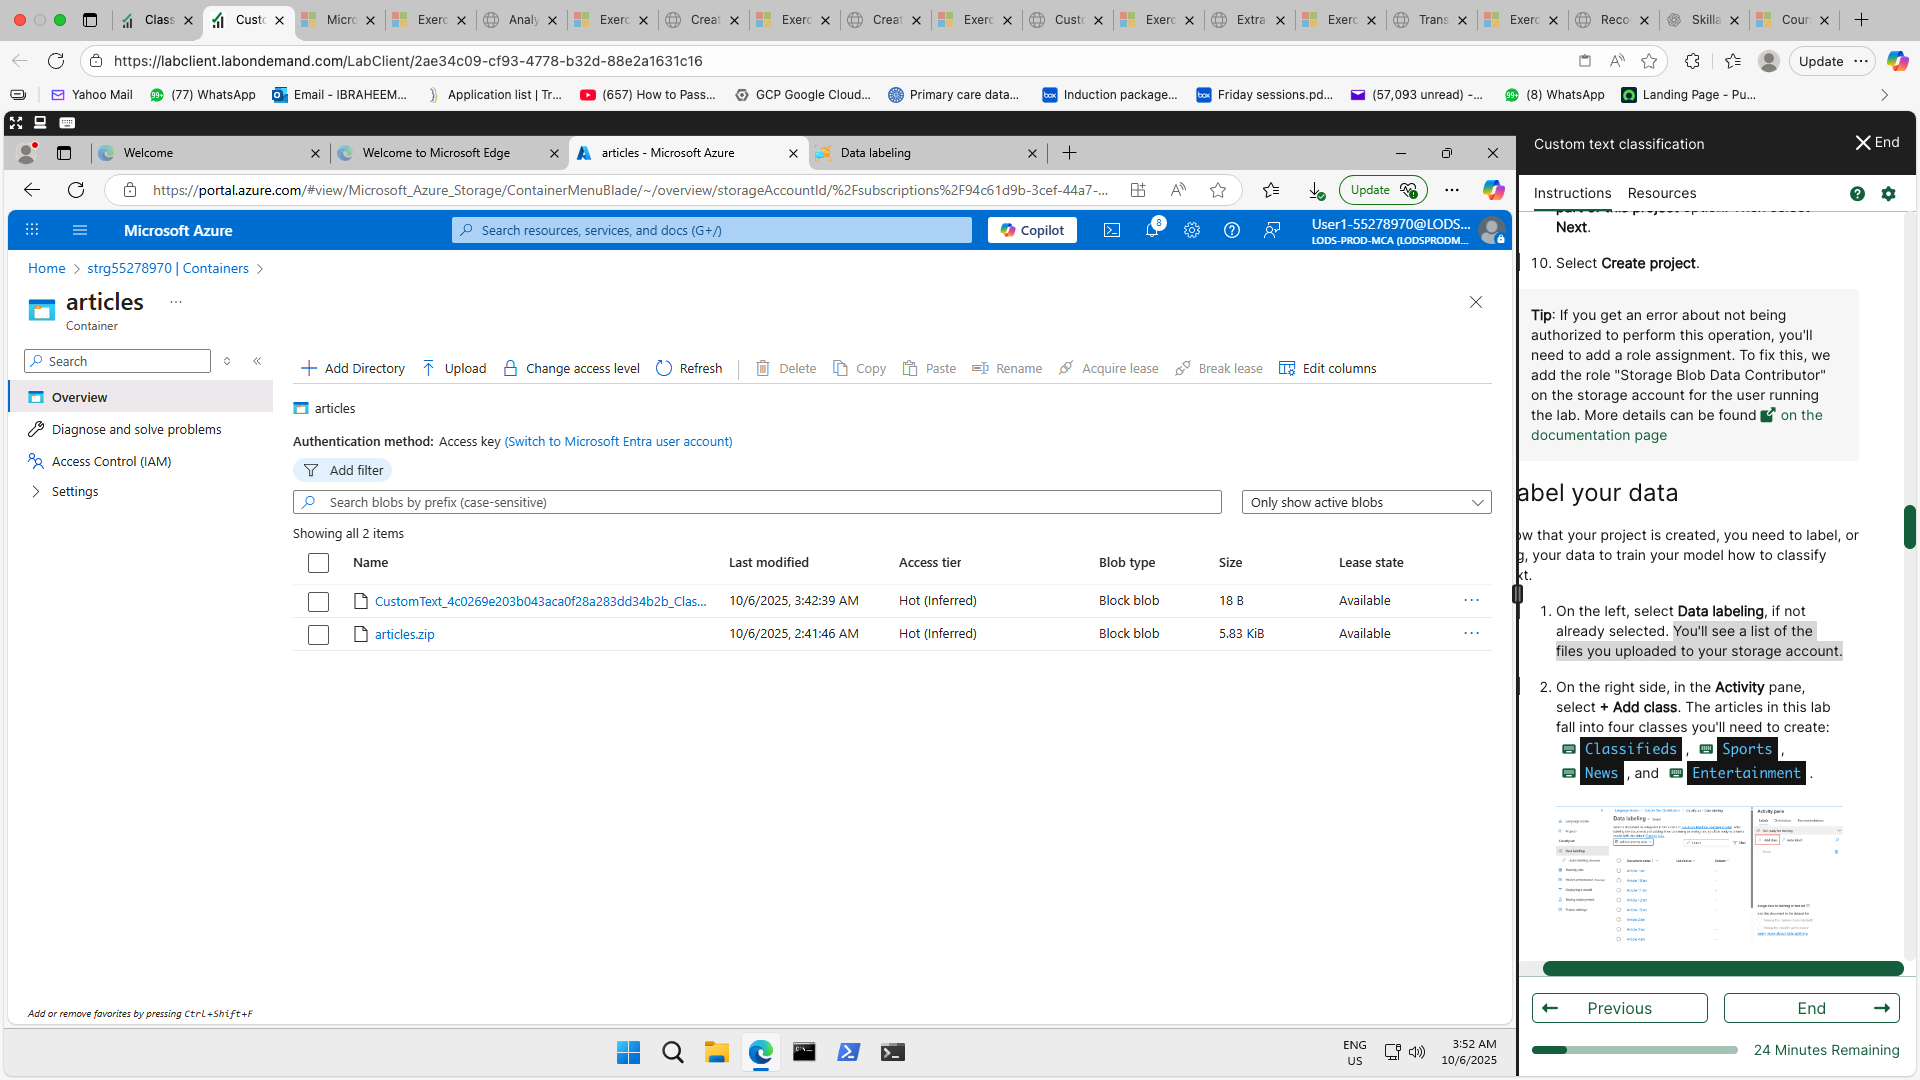 Class
Custo
Micro
Exerc
Analy
Exerc
Creat
Exerc
Creat
Exerc
Custo
Exerc
Extra
Exerc
Trans
Exerc
Reco
Skilla
Cour
https://labclient.labondemand.com/LabClient/2ae34c09-cf93-4778-b32d-88e2a1631c16
Update
Yahoo Mail
(77) WhatsApp
Email - IBRAHEEM...
Application list | Tr...
(657) How to Pass...
GCP Google Cloud...
Primary care data...
Induction package...
Friday sessions.pd...
(57,093 unread) -...
(8) WhatsApp
Landing Page - Pu...
Welcome
Welcome to Microsoft Edge
articles - Microsoft Azure
Data labeling
https://portal.azure.com/#view/Microsoft_Azure_Storage/ContainerMenuBlade/~/overview/storageAccountId/%2Fsubscriptions%2F94c61d9b-3cef-44a7-...
Update
Microsoft Azure
Search resources, services, and docs (G+/)
Copilot
8
User1-55278970@LODS...
LODS-PROD-MCA (LODSPRODM...
Home > strg55278970 | Containers >
articles ...
Container
Search
Overview
Diagnose and solve problems
Access Control (IAM)
Settings
Add Directory
Upload
Change access level
Refresh
Delete
Copy
Paste
Rename
Acquire lease
Break lease
Edit columns
articles
Authentication method: Access key (Switch to Microsoft Entra user account)
Add filter
Search blobs by prefix (case-sensitive)
Only show active blobs
Showing all 2 items
Name Last modified Access tier Blob type Size Lease state
CustomText_4c0269e203b043aca0f28a283dd34b2b_Clas... 10/6/2025, 3:42:39 AM Hot (Inferred) Block blob 18 B Available ...
articles.zip 10/6/2025, 2:41:46 AM Hot (Inferred) Block blob 5.83 KiB Available ...
Add or remove favorites by pressing Ctrl+Shift+F
ENG
US
3:52 AM
10/6/2025
Custom text classification
End
Instructions Resources
Next.
10. Select Create project.
Tip: If you get an error about not being
authorized to perform this operation, you'll
need to add a role assignment. To fix this, we
add the role "Storage Blob Data Contributor"
on the storage account for the user running
the lab. More details can be found on the
documentation page
abel your data
ow that your project is created, you need to label, or
g, your data to train your model how to classify
xt.
1. On the left, select Data labeling, if not
already selected. You'll see a list of the
files you uploaded to your storage account.
2. On the right side, in the Activity pane,
select + Add class. The articles in this lab
fall into four classes you'll need to create:
Classifieds , Sports ,
News , and Entertainment .
Data labeling
Activity pane
Previous
End
24 Minutes Remaining